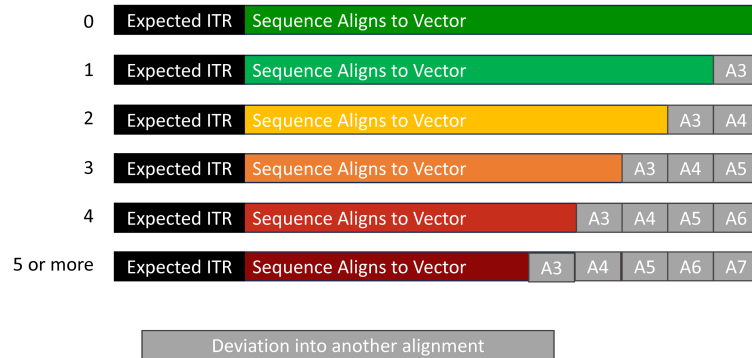 0 Expected ITR Sequence Aligns to Vector
1 Expected ITR Sequence Aligns to Vector A3
2 Expected ITR Sequence Aligns to Vector A3 A4
3 Expected ITR Sequence Aligns to Vector A3 A4 A5
4 Expected ITR Sequence Aligns to Vector A3 A4 A5 A6
5 or more Expected ITR Sequence Aligns to Vector A3 A4 A5 A6 A7
Deviation into another alignment